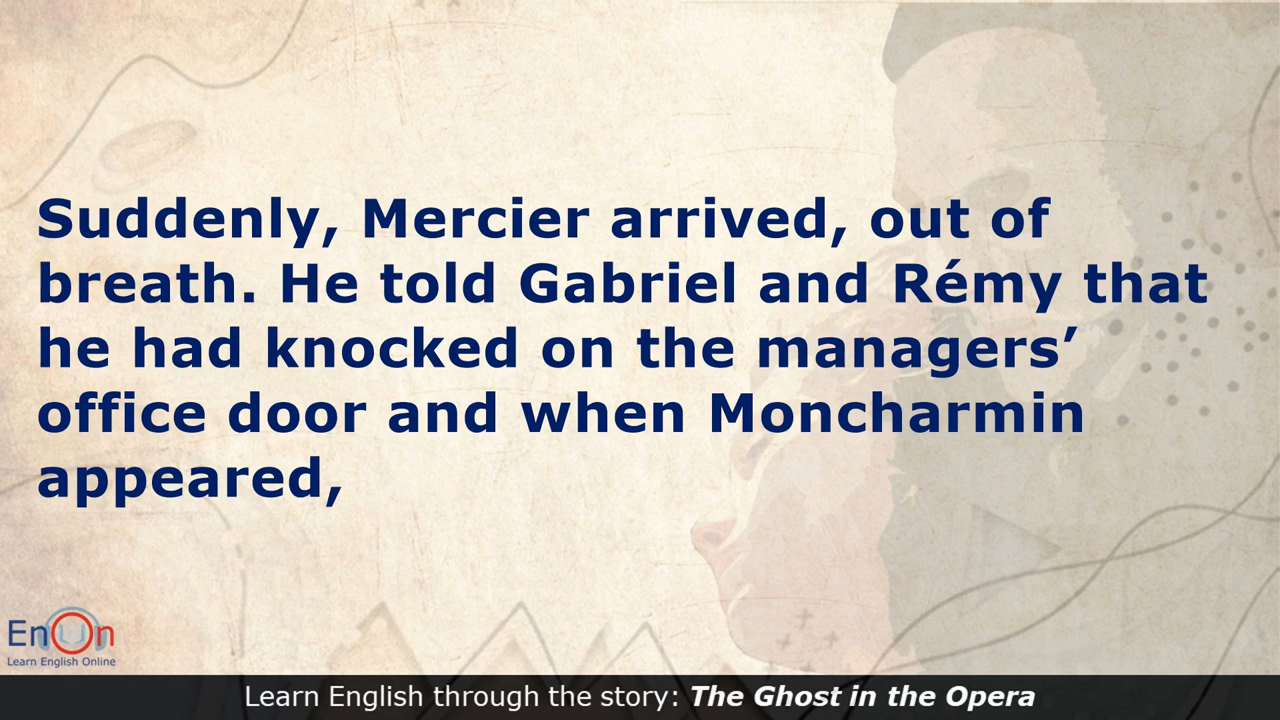 Suddenly, Mercier arrived, out of
breath. He told Gabriel and Rémy that
he had knocked on the managers’
office door and when Moncharmin
appeared,
EnOn
Learn English Online
Learn English through the story: The Ghost in the Opera